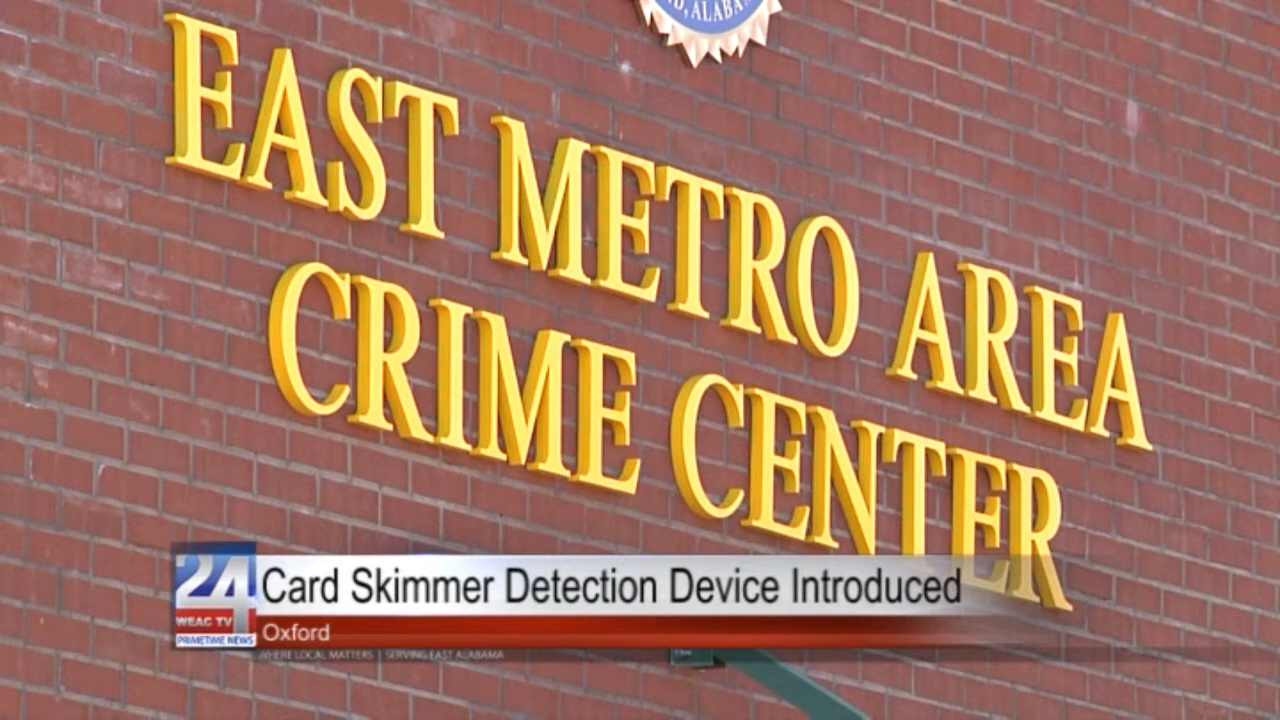 ALABAMA
EAST METRO AREA
CRIME CENTER
24
WEAC TV
PRIMETIME NEWS
Card Skimmer Detection Device Introduced
Oxford
WHERE LOCAL MATTERS | SERVING EAST ALABAMA